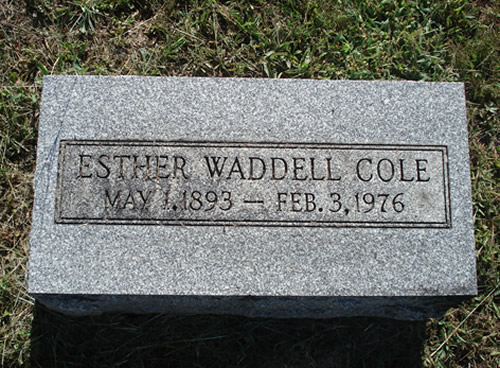 ESTHER WADDELL COLE
MAY 1, 1893 — FEB. 3, 1976